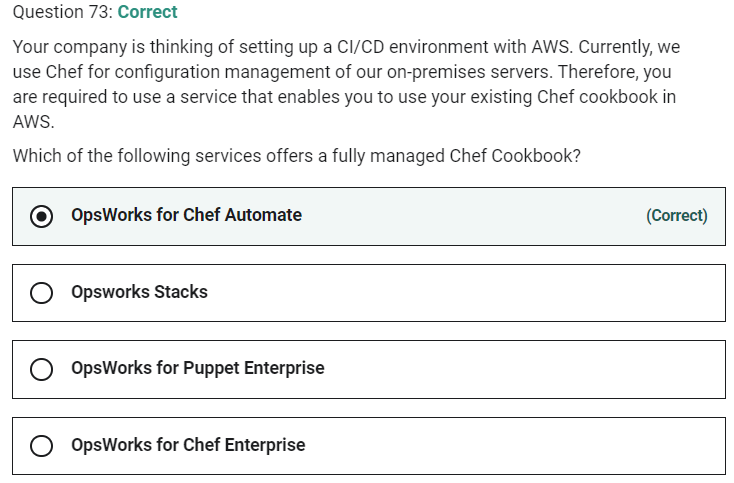 Question 73: Correct
Your company is thinking of setting up a CI/CD environment with AWS. Currently, we
use Chef for configuration management of our on-premises servers. Therefore, you
are required to use a service that enables you to use your existing Chef cookbook in
AWS.
Which of the following services offers a fully managed Chef Cookbook?
OpsWorks for Chef Automate (Correct)
Opsworks Stacks
OpsWorks for Puppet Enterprise
OpsWorks for Chef Enterprise